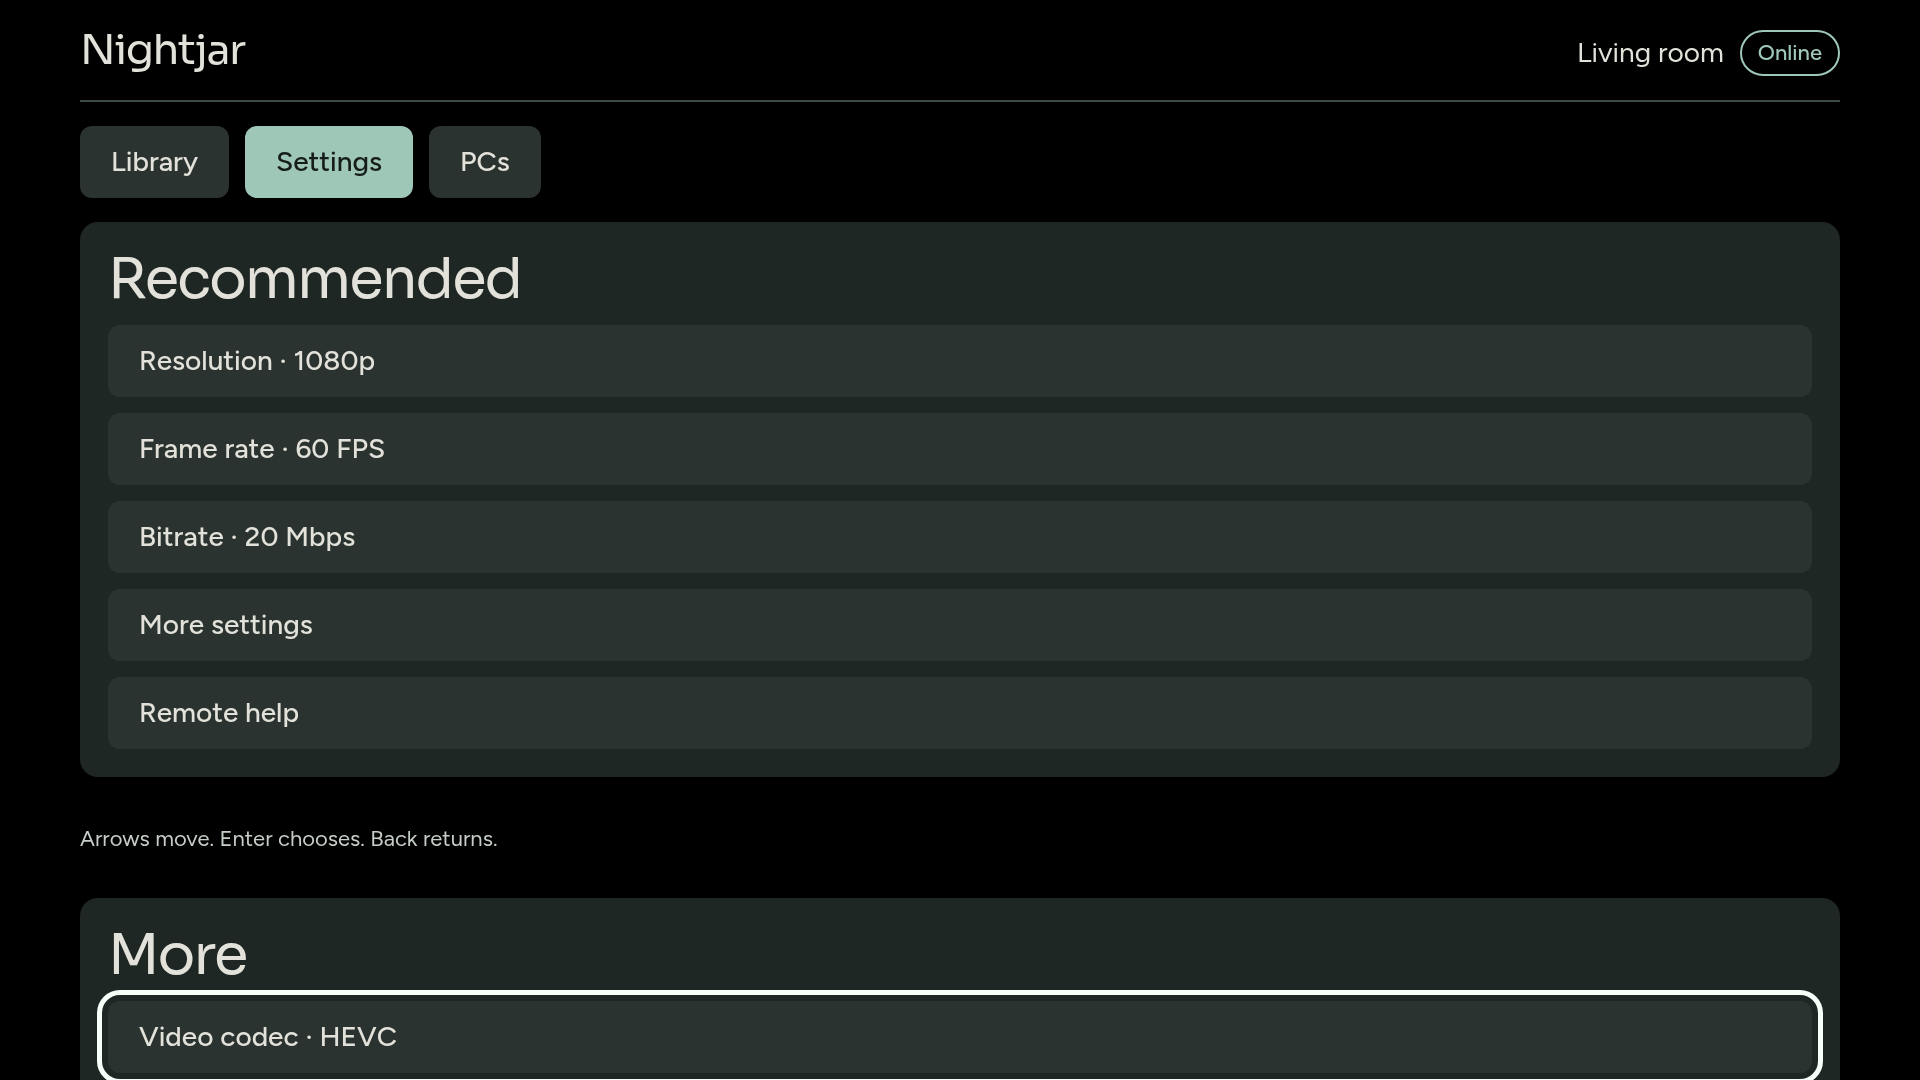 Nightjar
Living room
Online
Library
Settings
PCs
Recommended
Resolution · 1080p
Frame rate · 60 FPS
Bitrate · 20 Mbps
More settings
Remote help
Arrows move. Enter chooses. Back returns.
More
Video codec · HEVC